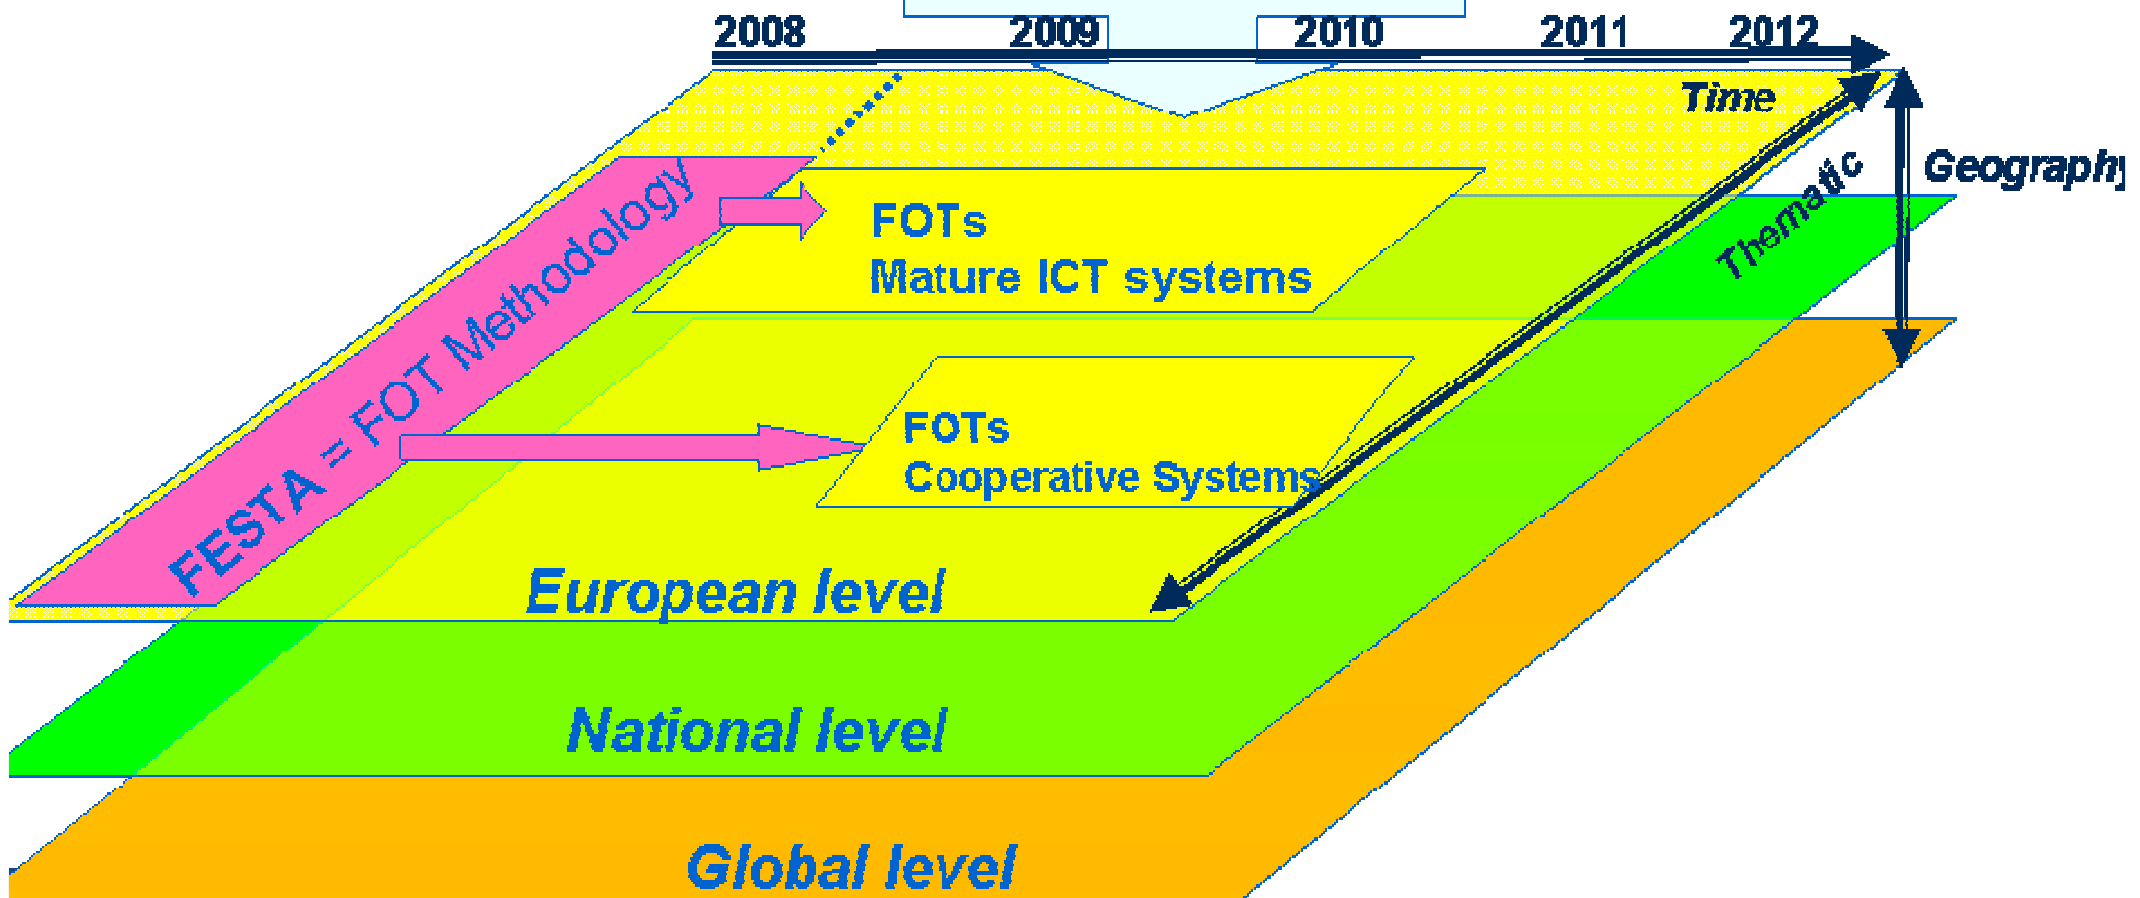 2008 2009 2010 2011 2012
Time
Thematic
Geography
FESTA = FOT Methodology
FOTs
Mature ICT systems
FOTs
Cooperative Systems
European level
National level
Global level